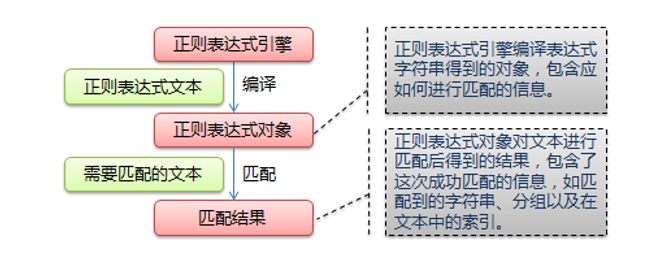 正则表达式引擎
正则表达式文本
编译
正则表达式对象
需要匹配的文本
匹配
匹配结果
正则表达式引擎编译表达式
字符串得到的对象，包含应
如何进行匹配的信息。
正则表达式对象对文本进行
匹配后得到的结果，包含了
这次成功匹配的信息，如匹
配到的字符串、分组以及在
文本中的索引。